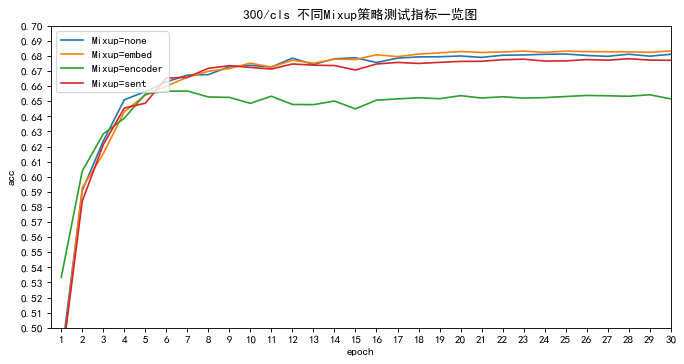 300/cls 不同Mixup策略测试指标一览图
Mixup=none
Mixup=embed
Mixup=encoder
Mixup=sent
acc
0.70
0.69
0.68
0.67
0.66
0.65
0.64
0.63
0.62
0.61
0.60
0.59
0.58
0.57
0.56
0.55
0.54
0.53
0.52
0.51
0.50
1 2 3 4 5 6 7 8 9 10 11 12 13 14 15 16 17 18 19 20 21 22 23 24 25 26 27 28 29 30
epoch